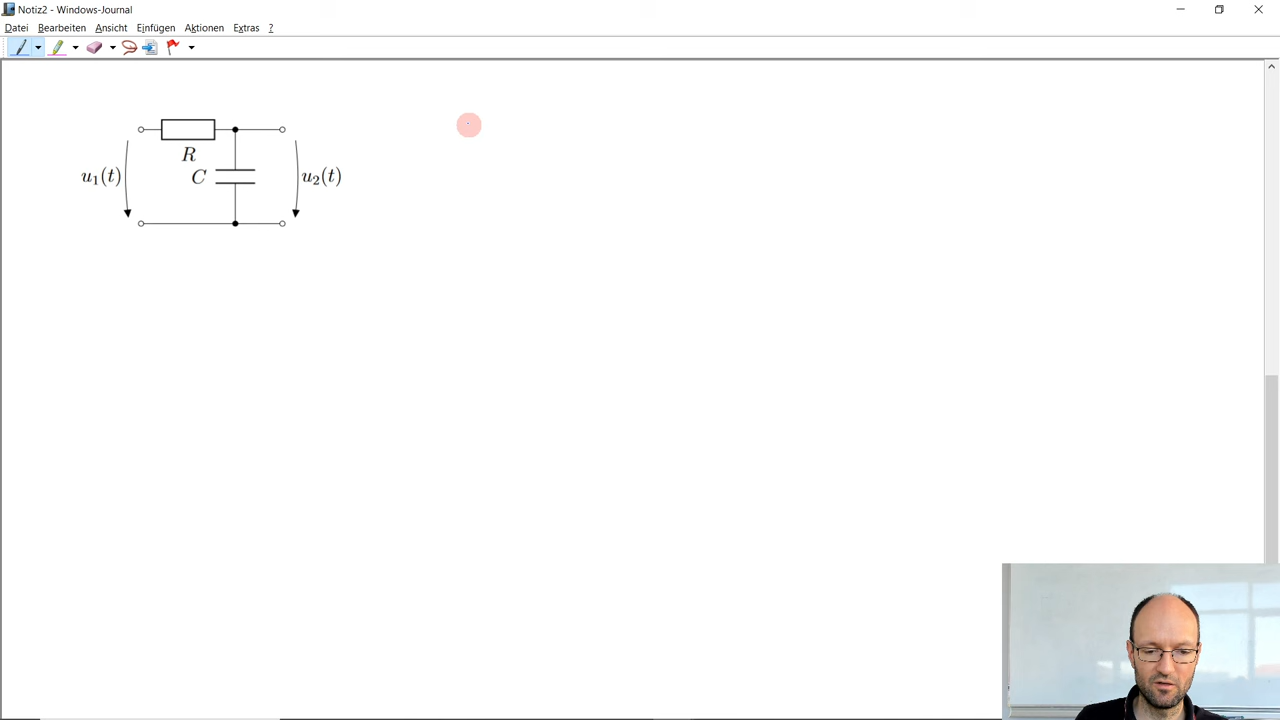 Notiz2 - Windows-Journal
Datei Bearbeiten Ansicht Einfügen Aktionen Extras ?
R
u₁(t) C u₂(t)